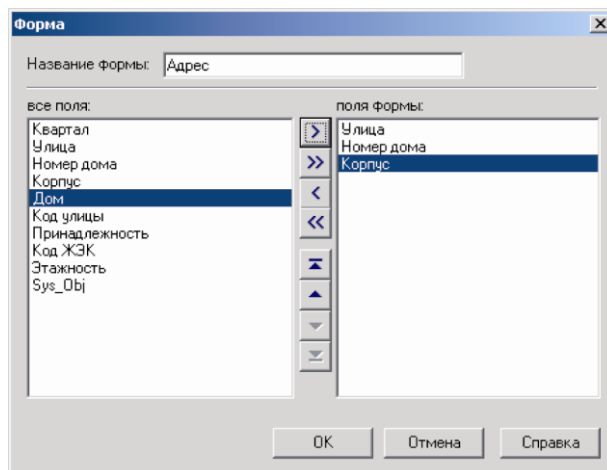 Форма
Название формы: Адрес
все поля:
Квартал
Улица
Номер дома
Корпус
Дом
Код улицы
Принадлежность
Код ЖЭК
Этажность
Sys_Obj
поля формы:
Улица
Номер дома
Корпус
OK
Отмена
Справка